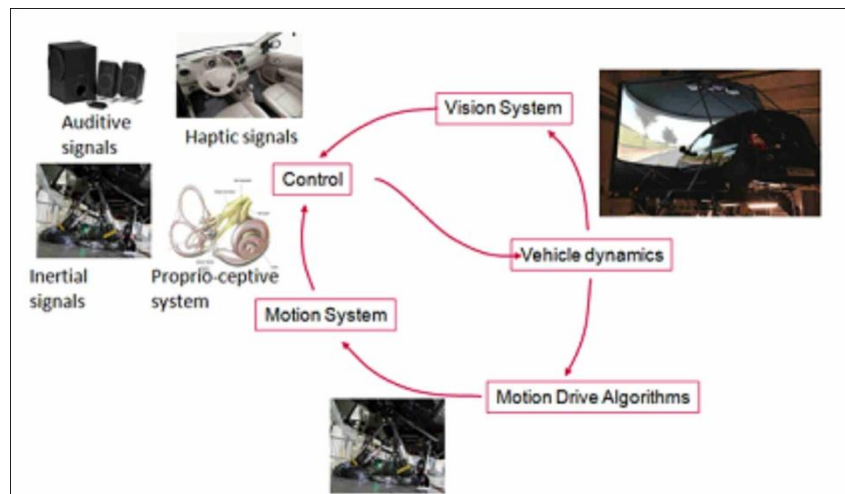 Auditive
signals
Haptic signals
Vision System
Control
Inertial
signals
Proprio-ceptive
system
Vehicle dynamics
Motion System
Motion Drive Algorithms